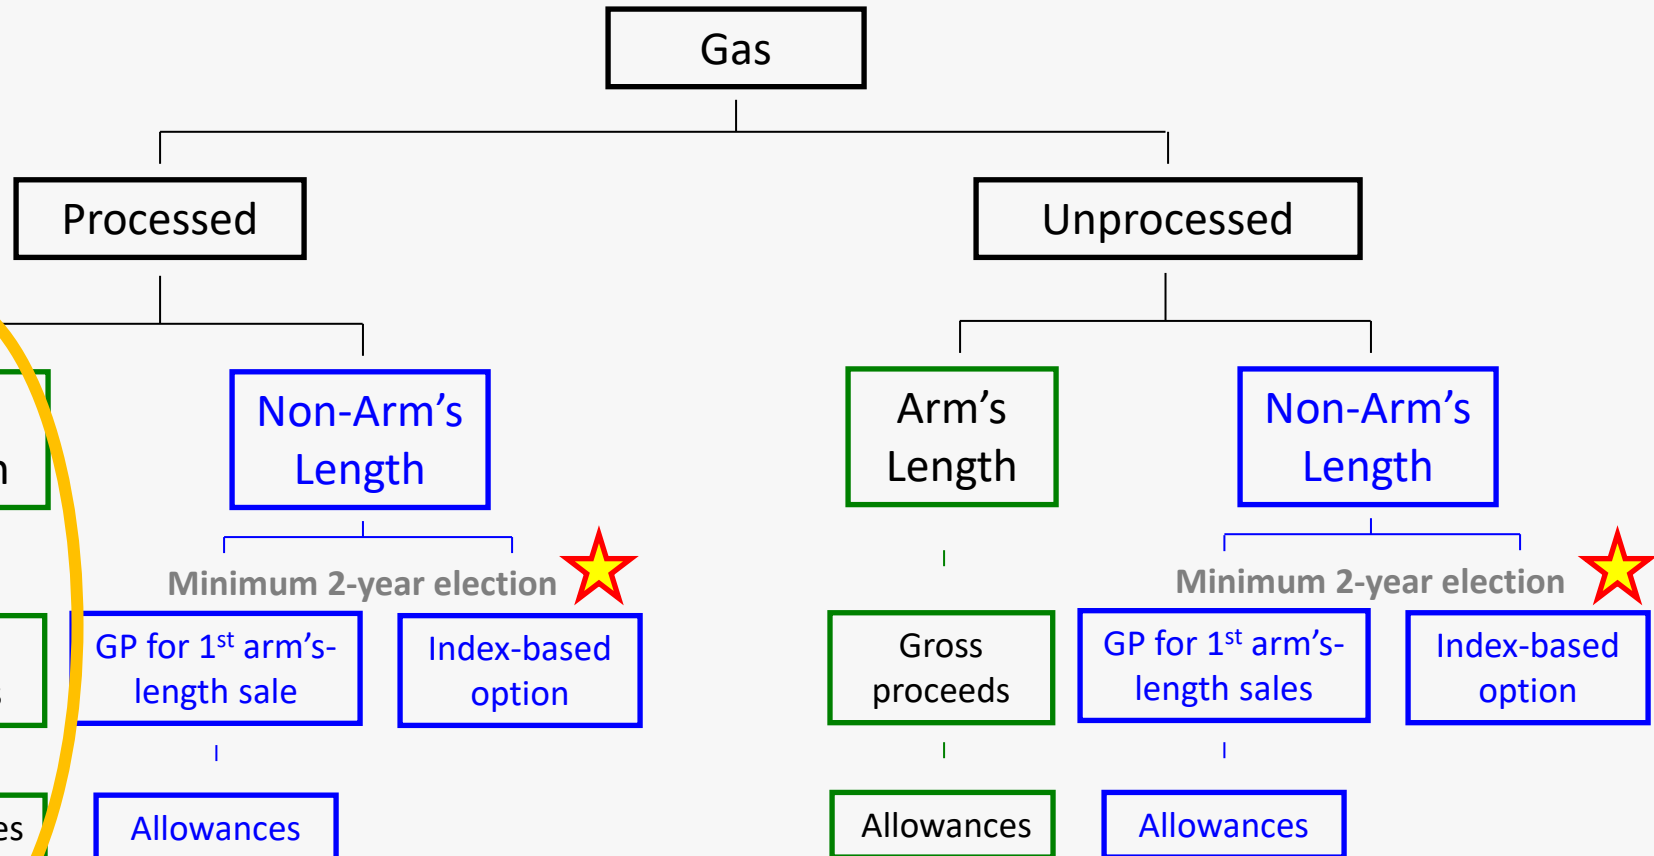 Gas
Processed
Unprocessed
Non-Arm’s
Length
Arm’s
Length
Non-Arm’s
Length
Minimum 2-year election
Minimum 2-year election
GP for 1st arm’s-
length sale
Index-based
option
Gross
proceeds
GP for 1st arm’s-
length sales
Index-based
option
Allowances
Allowances
Allowances